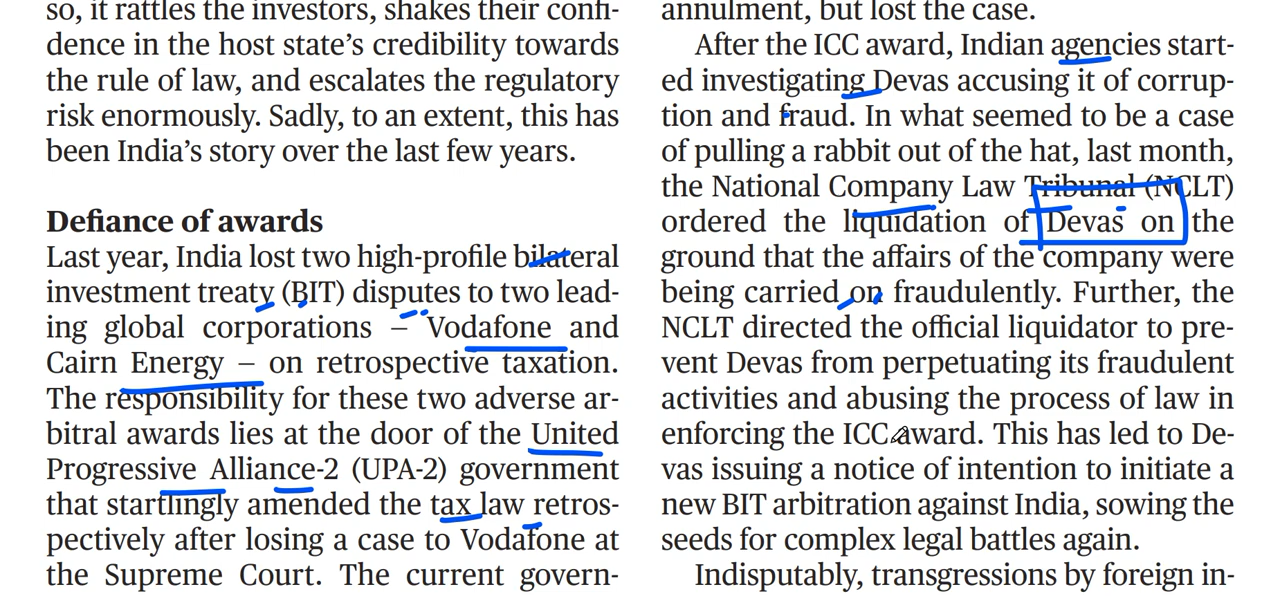 so, it rattles the investors, shakes their confi-
dence in the host state's credibility towards
the rule of law, and escalates the regulatory
risk enormously. Sadly, to an extent, this has
been India's story over the last few years.
Defiance of awards
Last year, India lost two high-profile bilateral
investment treaty (BIT) disputes to two lead-
ing global corporations – Vodafone and
Cairn Energy – on retrospective taxation.
The responsibility for these two adverse ar-
bitral awards lies at the door of the United
Progressive Alliance-2 (UPA-2) government
that startlingly amended the tax law retros-
pectively after losing a case to Vodafone at
the Supreme Court. The current govern-
annulment, but lost the case.
After the ICC award, Indian agencies start-
ed investigating Devas accusing it of corrup-
tion and fraud. In what seemed to be a case
of pulling a rabbit out of the hat, last month,
the National Company Law Tribunal (NCLT)
ordered the liquidation of Devas on the
ground that the affairs of the company were
being carried on fraudulently. Further, the
NCLT directed the official liquidator to pre-
vent Devas from perpetuating its fraudulent
activities and abusing the process of law in
enforcing the ICC award. This has led to De-
vas issuing a notice of intention to initiate a
new BIT arbitration against India, sowing the
seeds for complex legal battles again.
Indisputably, transgressions by foreign in-